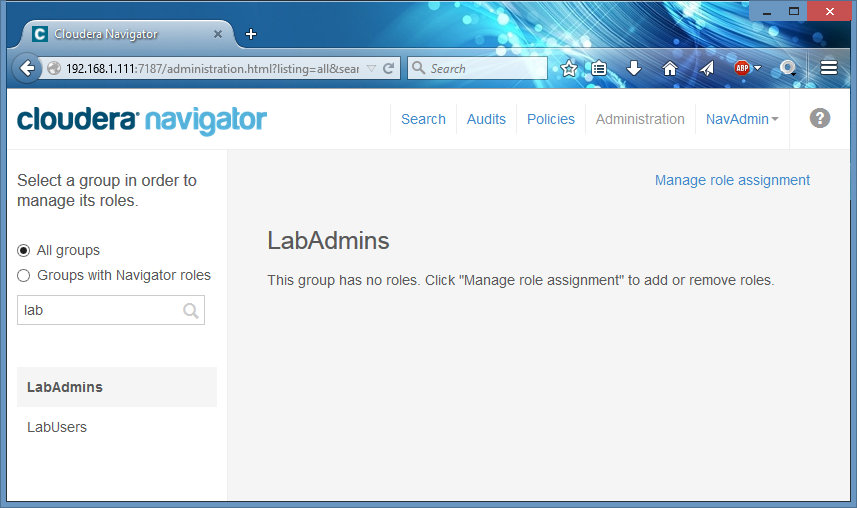 Cloudera Navigator
192.168.1.111:7187/administration.html?listing=all&sear
Search
ABP
cloudera navigator
Search
Audits
Policies
Administration
NavAdmin
?
Select a group in order to
manage its roles.
All groups
Groups with Navigator roles
lab
LabAdmins
LabUsers
Manage role assignment
LabAdmins
This group has no roles. Click "Manage role assignment" to add or remove roles.